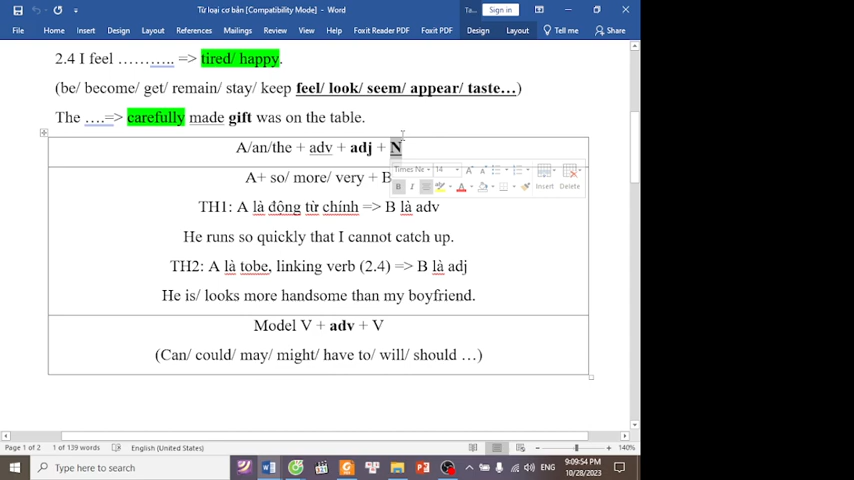 Từ loại cơ bản [Compatibility Mode] - Word
Ta...
Sign in
File Home Insert Design Layout References Mailings Review View Help Foxit Reader PDF Foxit PDF Design Layout Tell me Share
2.4 I feel ……….. => tired/ happy.
(be/ become/ get/ remain/ stay/ keep feel/ look/ seem/ appear/ taste…)
The ….=> carefully made gift was on the table.
A/an/the + adv + adj + N
Times Ne 14
Insert Delete
A+ so/ more/ very + B
TH1: A là động từ chính => B là adv
He runs so quickly that I cannot catch up.
TH2: A là tobe, linking verb (2.4) => B là adj
He is/ looks more handsome than my boyfriend.
Model V + adv + V
(Can/ could/ may/ might/ have to/ will/ should …)
Page 1 of 2 1 of 139 words English (United States) 140%
Type here to search
ENG
9:09:54 PM
10/28/2023